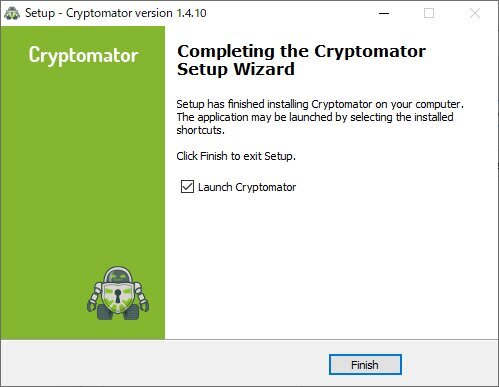 Setup - Cryptomator version 1.4.10
Cryptomator
Completing the Cryptomator
Setup Wizard
Setup has finished installing Cryptomator on your computer.
The application may be launched by selecting the installed
shortcuts.
Click Finish to exit Setup.
Launch Cryptomator
Finish